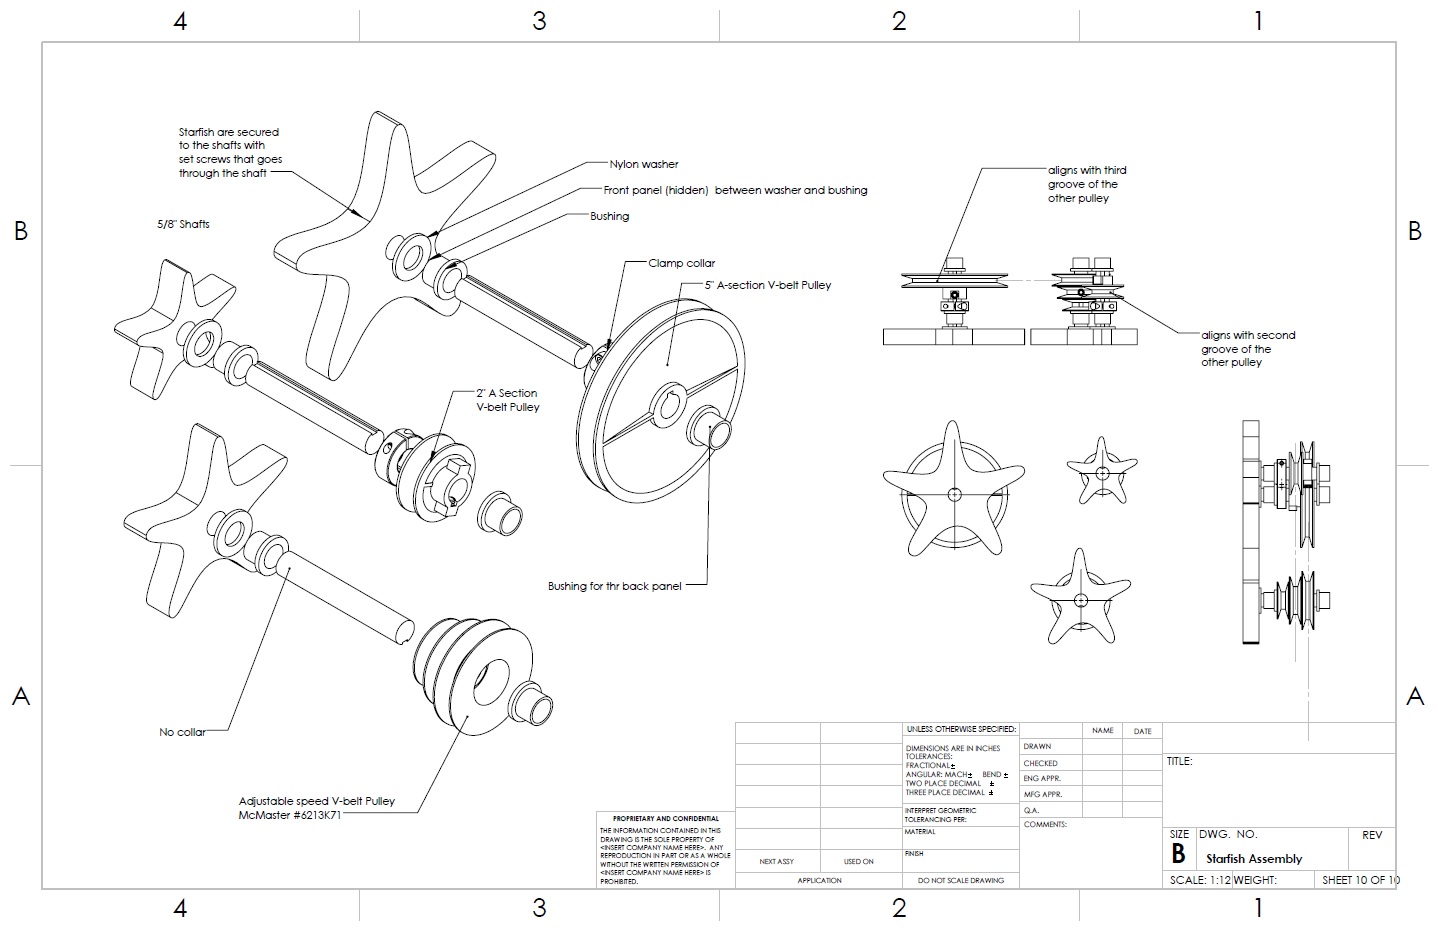 4
3
2
1
B
B
A
A
Starfish are secured
to the shafts with
set screws that goes
through the shaft
5/8" Shafts
Nylon washer
Front panel (hidden) between washer and bushing
Bushing
Clamp collar
5" A-section V-belt Pulley
2" A Section
V-belt Pulley
Bushing for thr back panel
No collar
Adjustable speed V-belt Pulley
McMaster #6213K71
aligns with third
groove of the
other pulley
aligns with second
groove of the
other pulley
PROPRIETARY AND CONFIDENTIAL
THE INFORMATION CONTAINED IN THIS
DRAWING IS THE SOLE PROPERTY OF
<INSERT COMPANY NAME HERE>. ANY
REPRODUCTION IN PART OR AS A WHOLE
WITHOUT THE WRITTEN PERMISSION OF
<INSERT COMPANY NAME HERE> IS
PROHIBITED.
NEXT ASSY
USED ON
APPLICATION
UNLESS OTHERWISE SPECIFIED:
DIMENSIONS ARE IN INCHES
TOLERANCES:
FRACTIONAL ±
ANGULAR: MACH ± BEND ±
TWO PLACE DECIMAL ±
THREE PLACE DECIMAL ±
INTERPRET GEOMETRIC
TOLERANCING PER:
MATERIAL
FINISH
DO NOT SCALE DRAWING
NAME
DATE
DRAWN
CHECKED
ENG APPR.
MFG APPR.
Q.A.
COMMENTS:
TITLE:
SIZE
B
DWG. NO.
Starfish Assembly
REV
SCALE: 1:12
WEIGHT:
SHEET 10 OF 10
4
3
2
1